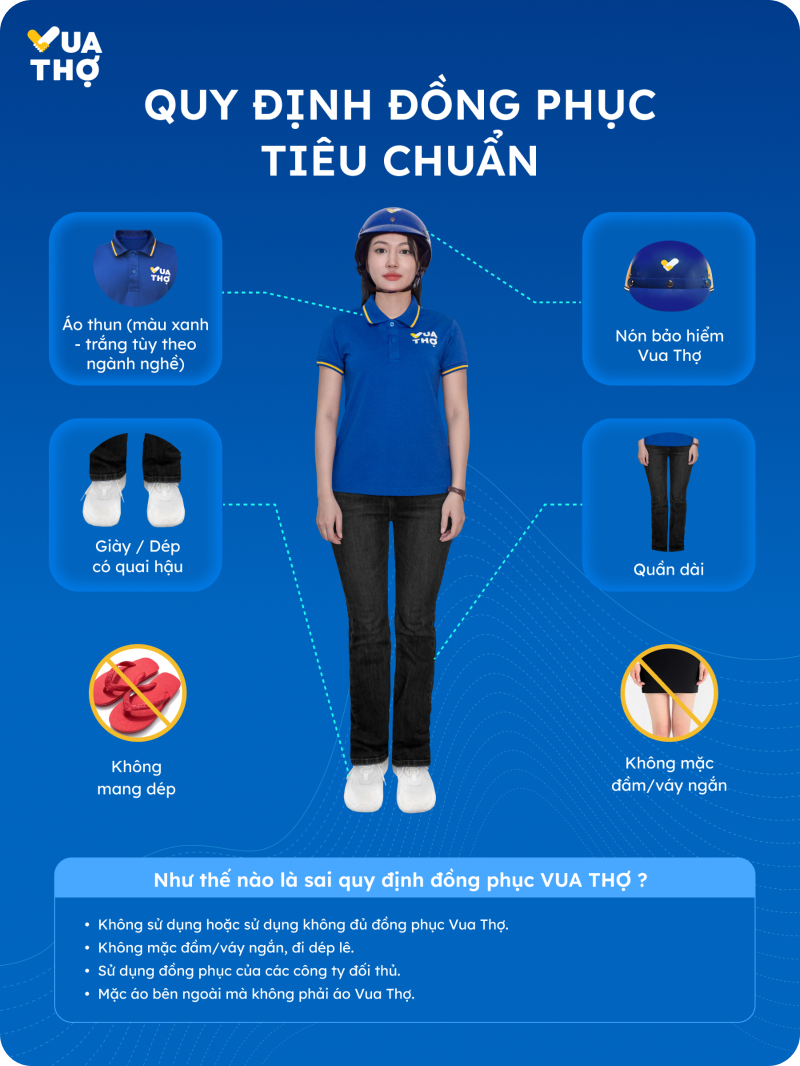 VUA
THỢ
QUY ĐỊNH ĐỒNG PHỤC
TIÊU CHUẨN
VUA
THỢ
Áo thun (màu xanh
- trắng tùy theo
ngành nghề)
VUA
THỢ
Nón bảo hiểm
Vua Thợ
Giày / Dép
có quai hậu
Quần dài
Không
mang dép
Không mặc
đầm/váy ngắn
Như thế nào là sai quy định đồng phục VUA THỢ ?
• Không sử dụng hoặc sử dụng không đủ đồng phục Vua Thợ.
• Không mặc đầm/váy ngắn, đi dép lê.
• Sử dụng đồng phục của các công ty đối thủ.
• Mặc áo bên ngoài mà không phải áo Vua Thợ.